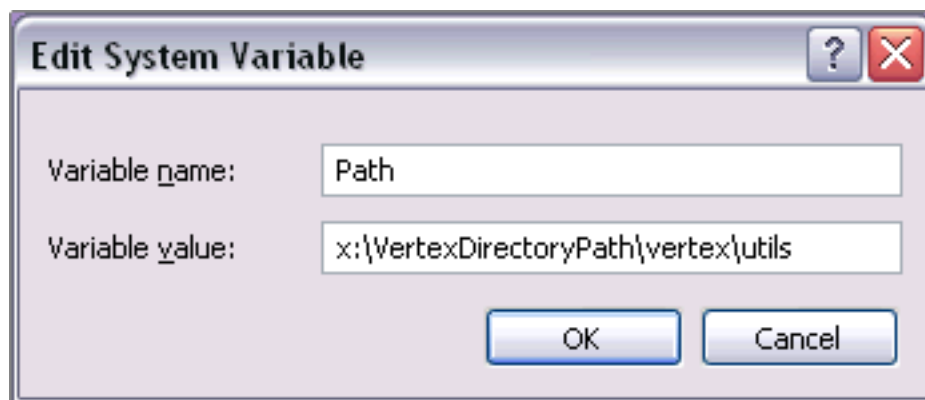 Edit System Variable ?
Variable name: Path
Variable value: x:\VertexDirectoryPath\vertex\utils
OK Cancel